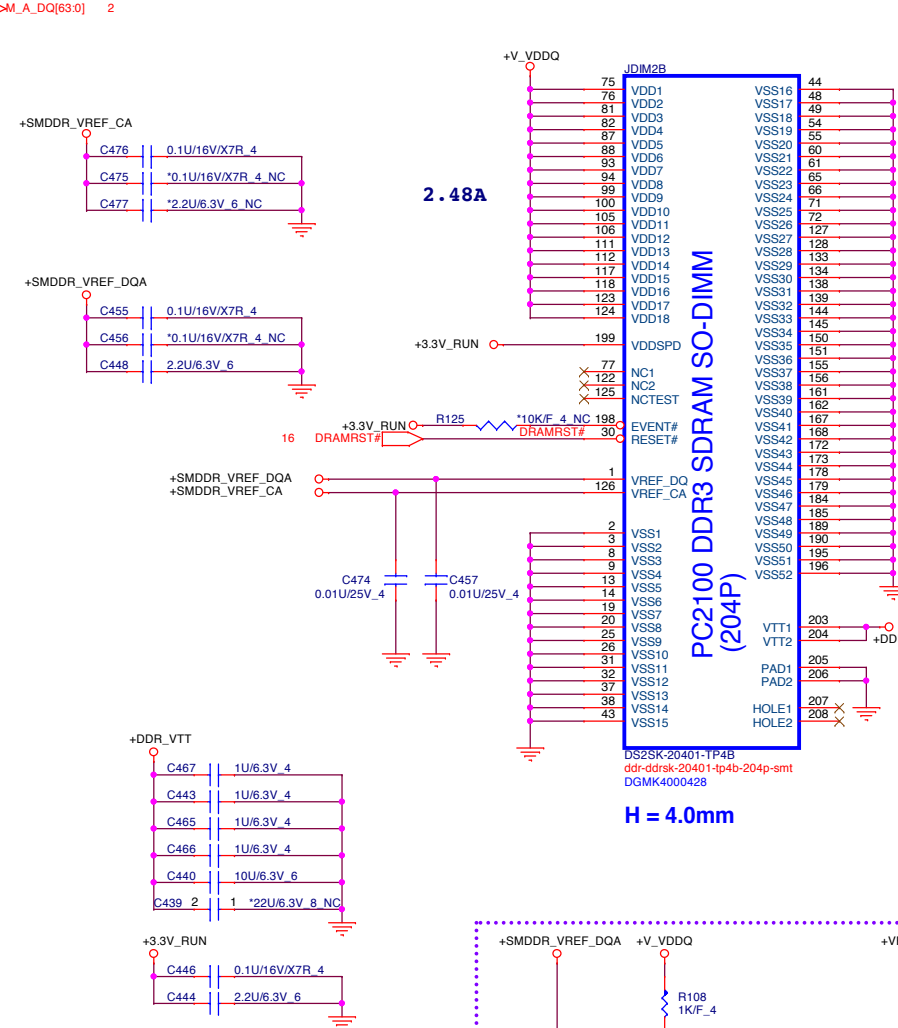 M_A_DQ[63:0] 2
+SMDDR_VREF_CA
C476 0.1U/16V/X7R_4
C475 *0.1U/16V/X7R_4_NC
C477 *2.2U/6.3V_6_NC
+SMDDR_VREF_DQA
C455 0.1U/16V/X7R_4
C456 *0.1U/16V/X7R_4_NC
C448 2.2U/6.3V_6
2.48A
+V_VDDQ
JDIM2B
75 VDD1
76 VDD2
81 VDD3
82 VDD4
87 VDD5
88 VDD6
93 VDD7
94 VDD8
99 VDD9
100 VDD10
105 VDD11
106 VDD12
111 VDD13
112 VDD14
117 VDD15
118 VDD16
123 VDD17
124 VDD18
+3.3V_RUN 199 VDDSPD
77 NC1
122 NC2
125 NCTEST
+3.3V_RUN R125 *10K/F_4_NC 198 EVENT#
16 DRAMRST# DRAMRST# 30 RESET#
+SMDDR_VREF_DQA 1 VREF_DQ
+SMDDR_VREF_CA 126 VREF_CA
C474
0.01U/25V_4
C457
0.01U/25V_4
2 VSS1
3 VSS2
8 VSS3
9 VSS4
13 VSS5
14 VSS6
19 VSS7
20 VSS8
25 VSS9
26 VSS10
31 VSS11
32 VSS12
37 VSS13
38 VSS14
43 VSS15
PC2100 DDR3 SDRAM SO-DIMM
(204P)
VSS16 44
VSS17 48
VSS18 49
VSS19 54
VSS20 55
VSS21 60
VSS22 61
VSS23 65
VSS24 66
VSS25 71
VSS26 72
VSS27 127
VSS28 128
VSS29 133
VSS30 134
VSS31 138
VSS32 139
VSS33 144
VSS34 145
VSS35 150
VSS36 151
VSS37 155
VSS38 156
VSS39 161
VSS40 162
VSS41 167
VSS42 168
VSS43 172
VSS44 173
VSS45 178
VSS46 179
VSS47 184
VSS48 185
VSS49 189
VSS50 190
VSS51 195
VSS52 196
VTT1 203
VTT2 204
+DD
PAD1 205
PAD2 206
HOLE1 207
HOLE2 208
DS2SK-20401-TP4B
ddr-ddrsk-20401-tp4b-204p-smt
DGMK4000428
H = 4.0mm
+DDR_VTT
C467 1U/6.3V_4
C443 1U/6.3V_4
C465 1U/6.3V_4
C466 1U/6.3V_4
C440 10U/6.3V_6
C439 2 1 *22U/6.3V_8_NC
+3.3V_RUN
C446 0.1U/16V/X7R_4
C444 2.2U/6.3V_6
+SMDDR_VREF_DQA +V_VDDQ
R108
1K/F_4